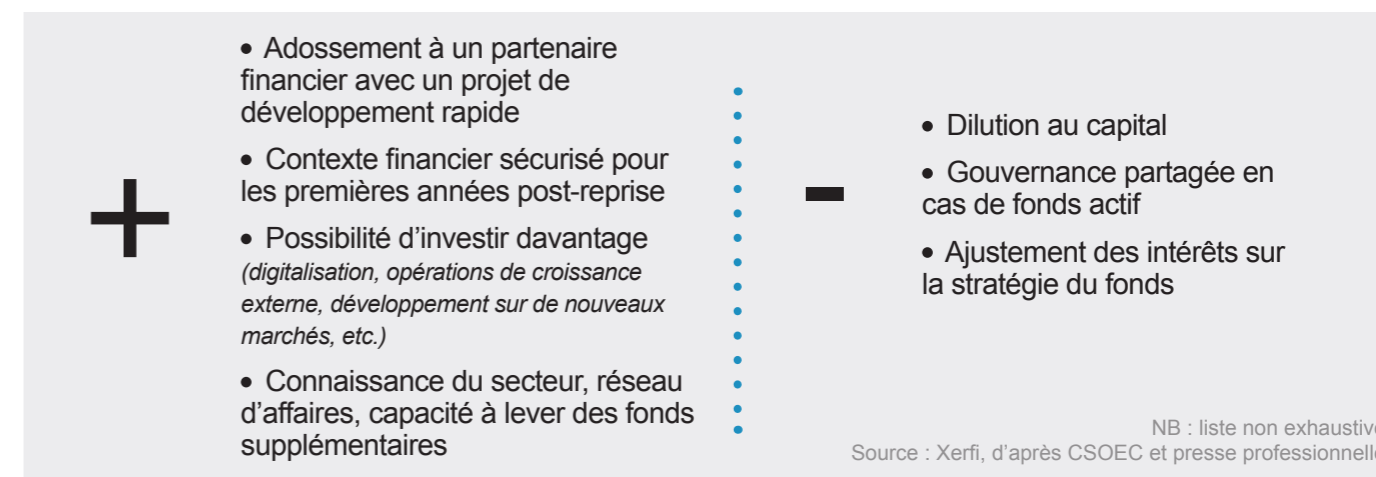 +
• Adossement à un partenaire
financier avec un projet de
développement rapide
• Contexte financier sécurisé pour
les premières années post-reprise
• Possibilité d’investir davantage
(digitalisation, opérations de croissance
externe, développement sur de nouveaux
marchés, etc.)
• Connaissance du secteur, réseau
d’affaires, capacité à lever des fonds
supplémentaires
-
• Dilution au capital
• Gouvernance partagée en
cas de fonds actif
• Ajustement des intérêts sur
la stratégie du fonds
NB : liste non exhaustive
Source : Xerfi, d’après CSOEC et presse professionnelle